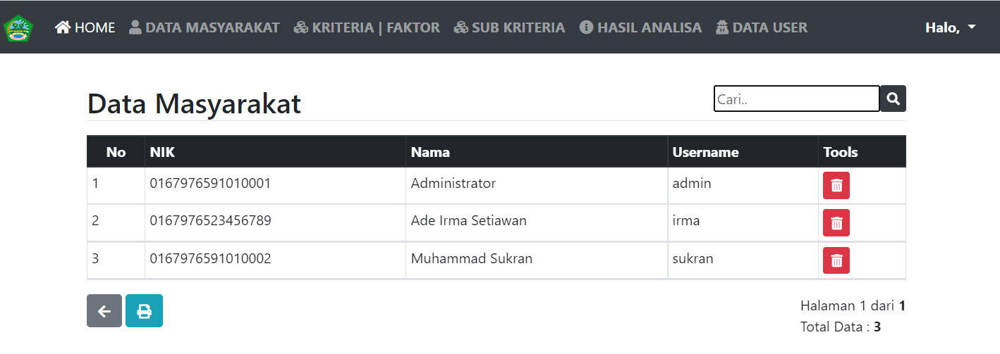 HOME DATA MASYARAKAT KRITERIA | FAKTOR SUB KRITERIA HASIL ANALISA DATA USER Halo,
Data Masyarakat Cari..
No NIK Nama Username Tools
1 0167976591010001 Administrator admin
2 0167976523456789 Ade Irma Setiawan irma
3 0167976591010002 Muhammad Sukran sukran
Halaman 1 dari 1
Total Data : 3